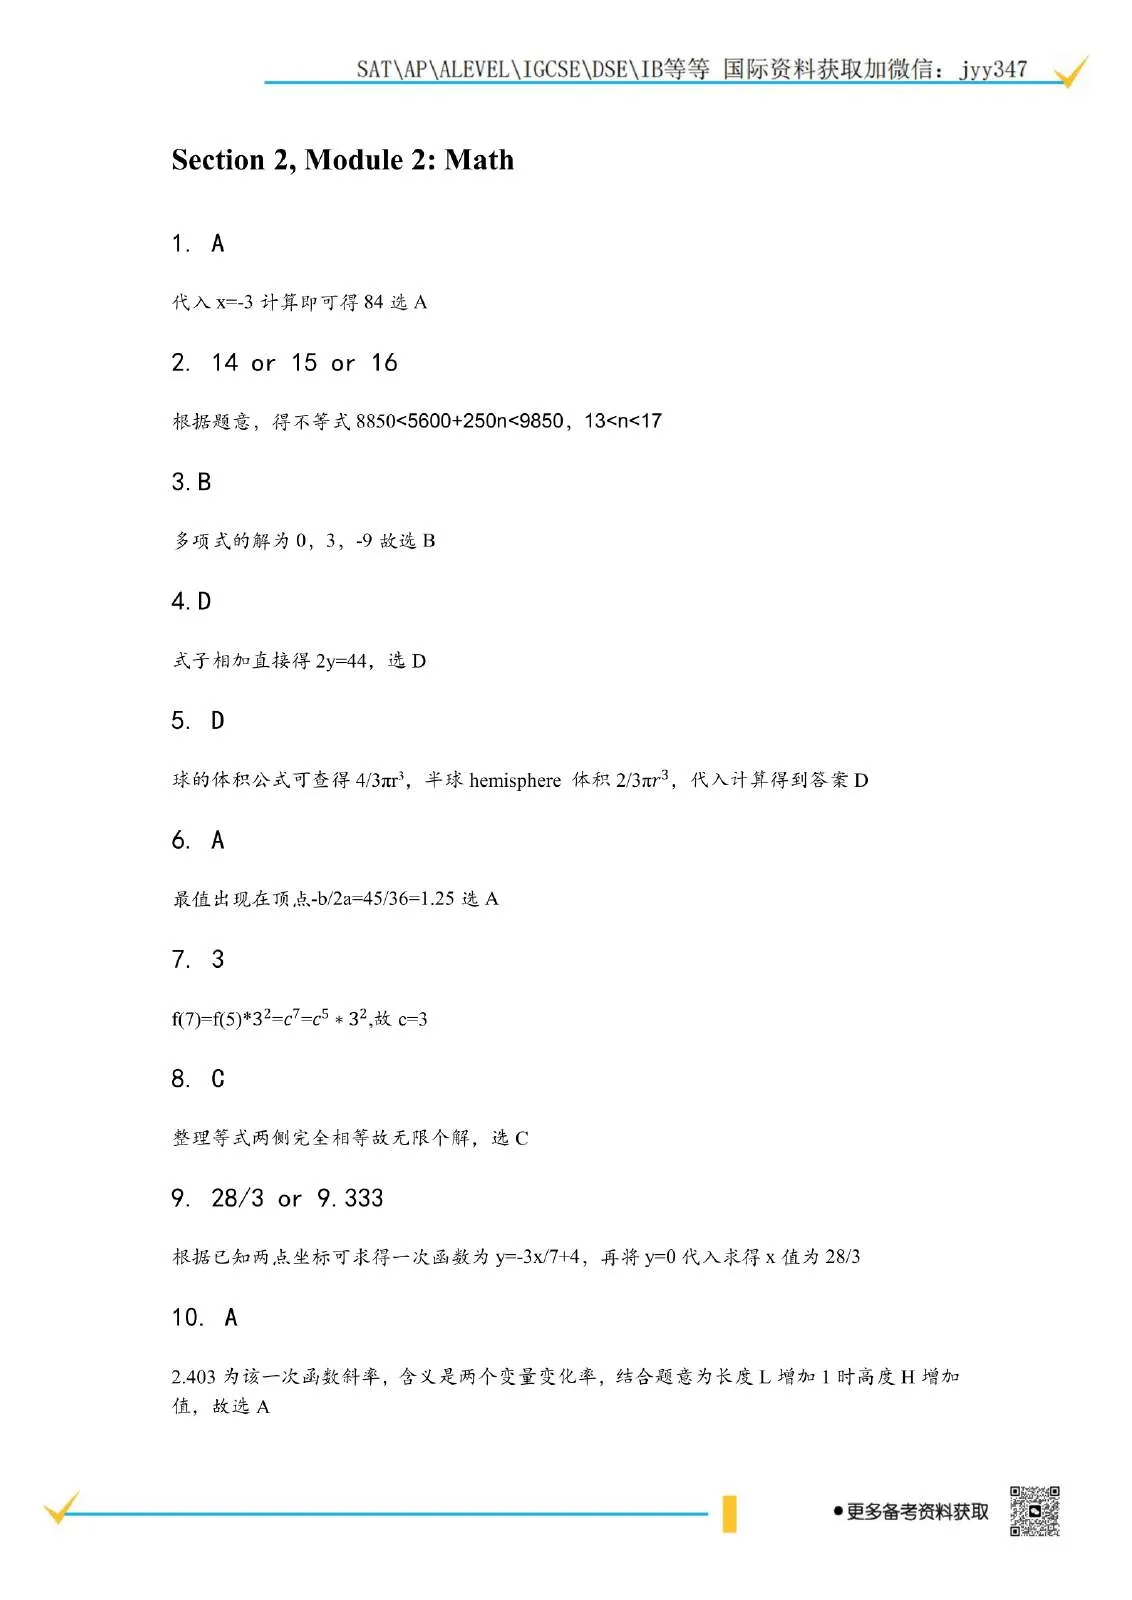 SAT\AP\ALEVEL\IGCSE\DSE\IB等等 国际资料获取加微信：jyy347
Section 2, Module 2: Math
1. A
代入 x=-3 计算即可得 84 选 A
2. 14 or 15 or 16
根据题意，得不等式 8850<5600+250n<9850，13<n<17
3.B
多项式的解为 0，3，-9 故选 B
4.D
式子相加直接得 2y=44，选 D
5. D
球的体积公式可查得 4/3πr³，半球 hemisphere 体积 2/3πr³，代入计算得到答案 D
6. A
最值出现在顶点-b/2a=45/36=1.25 选 A
7. 3
f(7)=f(5)*3²=c⁷=c⁵ * 3²,故 c=3
8. C
整理等式两侧完全相等故无限个解，选 C
9. 28/3 or 9.333
根据已知两点坐标可求得一次函数为 y=-3x/7+4，再将 y=0 代入求得 x 值为 28/3
10. A
2.403 为该一次函数斜率，含义是两个变量变化率，结合题意为长度 L 增加 1 时高度 H 增加
值，故选 A
●更多备考资料获取